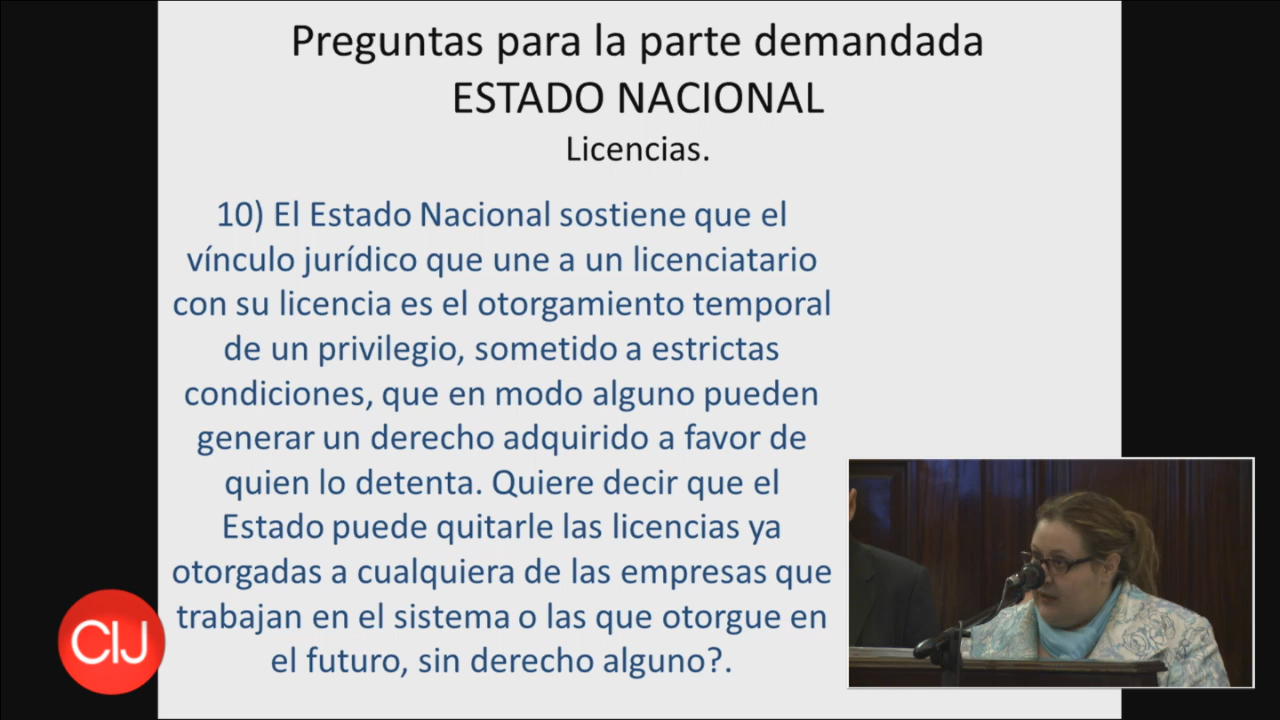 Preguntas para la parte demandada
ESTADO NACIONAL
Licencias.
10) El Estado Nacional sostiene que el
vínculo jurídico que une a un licenciatario
con su licencia es el otorgamiento temporal
de un privilegio, sometido a estrictas
condiciones, que en modo alguno pueden
generar un derecho adquirido a favor de
quien lo detenta. Quiere decir que el
Estado puede quitarle las licencias ya
otorgadas a cualquiera de las empresas que
trabajan en el sistema o las que otorgue en
el futuro, sin derecho alguno?.
CIJ